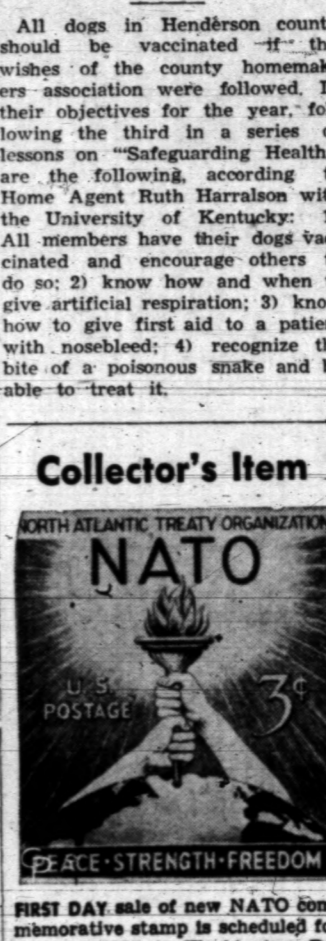 All dogs in Henderson count
should be vaccinated if th
wishes of the county homemak
ers association were followed. I
their objectives for the year, fo
lowing the third in a series o
lessons on "Safeguarding Health
are the following, according t
Home Agent Ruth Harralson wit
the University of Kentucky: 1
All members have their dogs vac
cinated and encourage others t
do so; 2) know how and when t
give artificial respiration; 3) kno
how to give first aid to a patien
with nosebleed; 4) recognize th
bite of a poisonous snake and b
able to treat it.
Collector's Item
NORTH ATLANTIC TREATY ORGANIZATION
NATO
U.S.
POSTAGE
3¢
PEACE·STRENGTH·FREEDOM
FIRST DAY sale of new NATO com
memorative stamp is scheduled fo